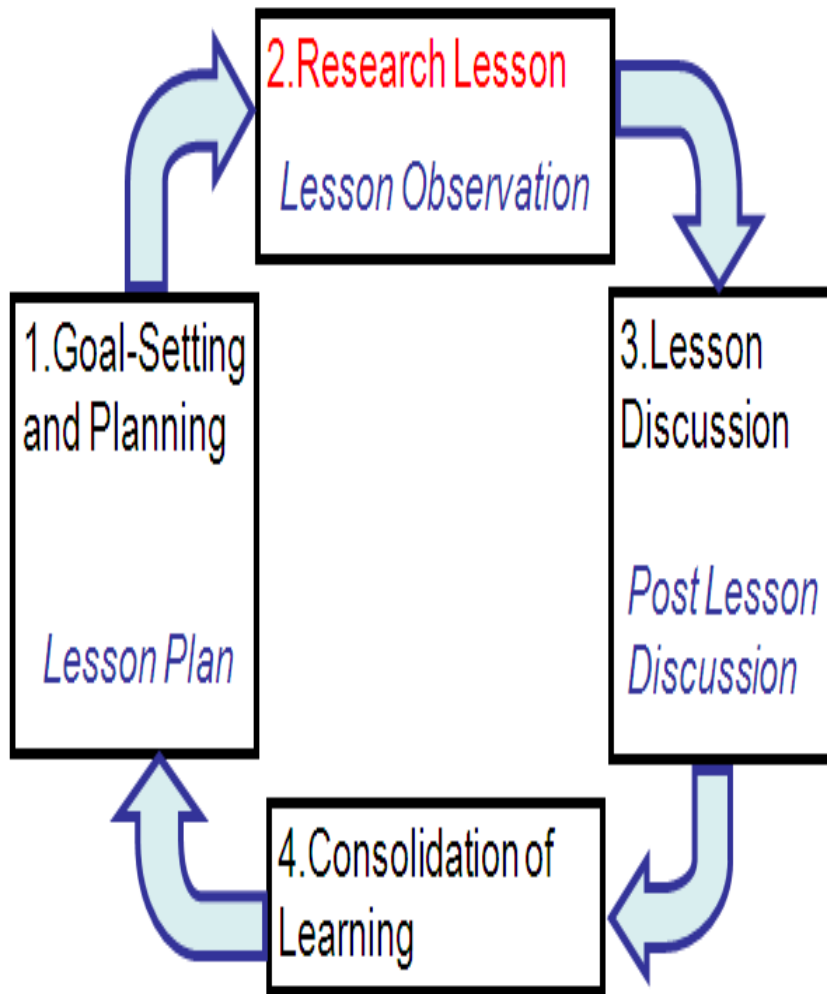 1.Goal-Setting
and Planning
Lesson Plan
2.Research Lesson
Lesson Observation
3.Lesson
Discussion
Post Lesson
Discussion
4.Consolidation of
Learning